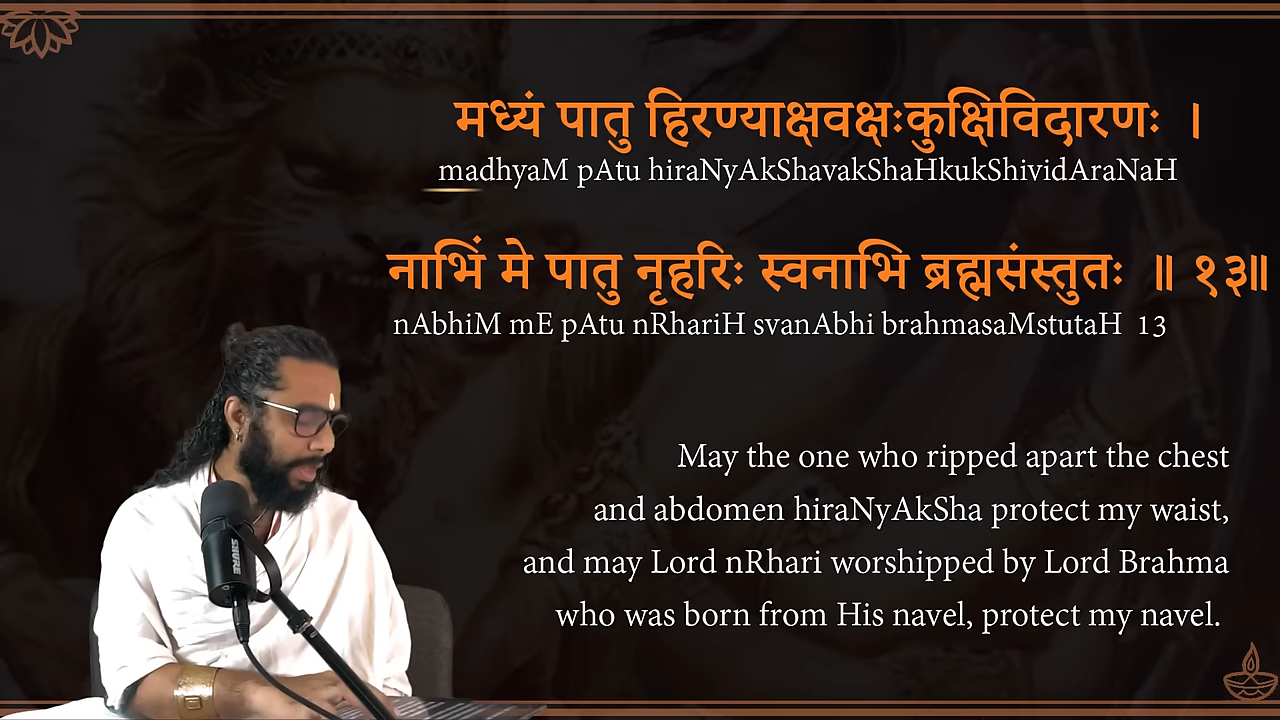 मध्यं पातु हिरण्याक्षवक्षःकुक्षिविदारणः ।
madhyaM pAtu hiraNyAkShavakShaHkukShividAraNaH
नाभिं मे पातु नृहरिः स्वनाभि ब्रह्मसंस्तुतः ॥ १३॥
nAbhiM mE pAtu nRhariH svanAbhi brahmasaMstutaH 13
May the one who ripped apart the chest
and abdomen hiraNyAkSha protect my waist,
and may Lord nRhari worshipped by Lord Brahma
who was born from His navel, protect my navel.
SHURE